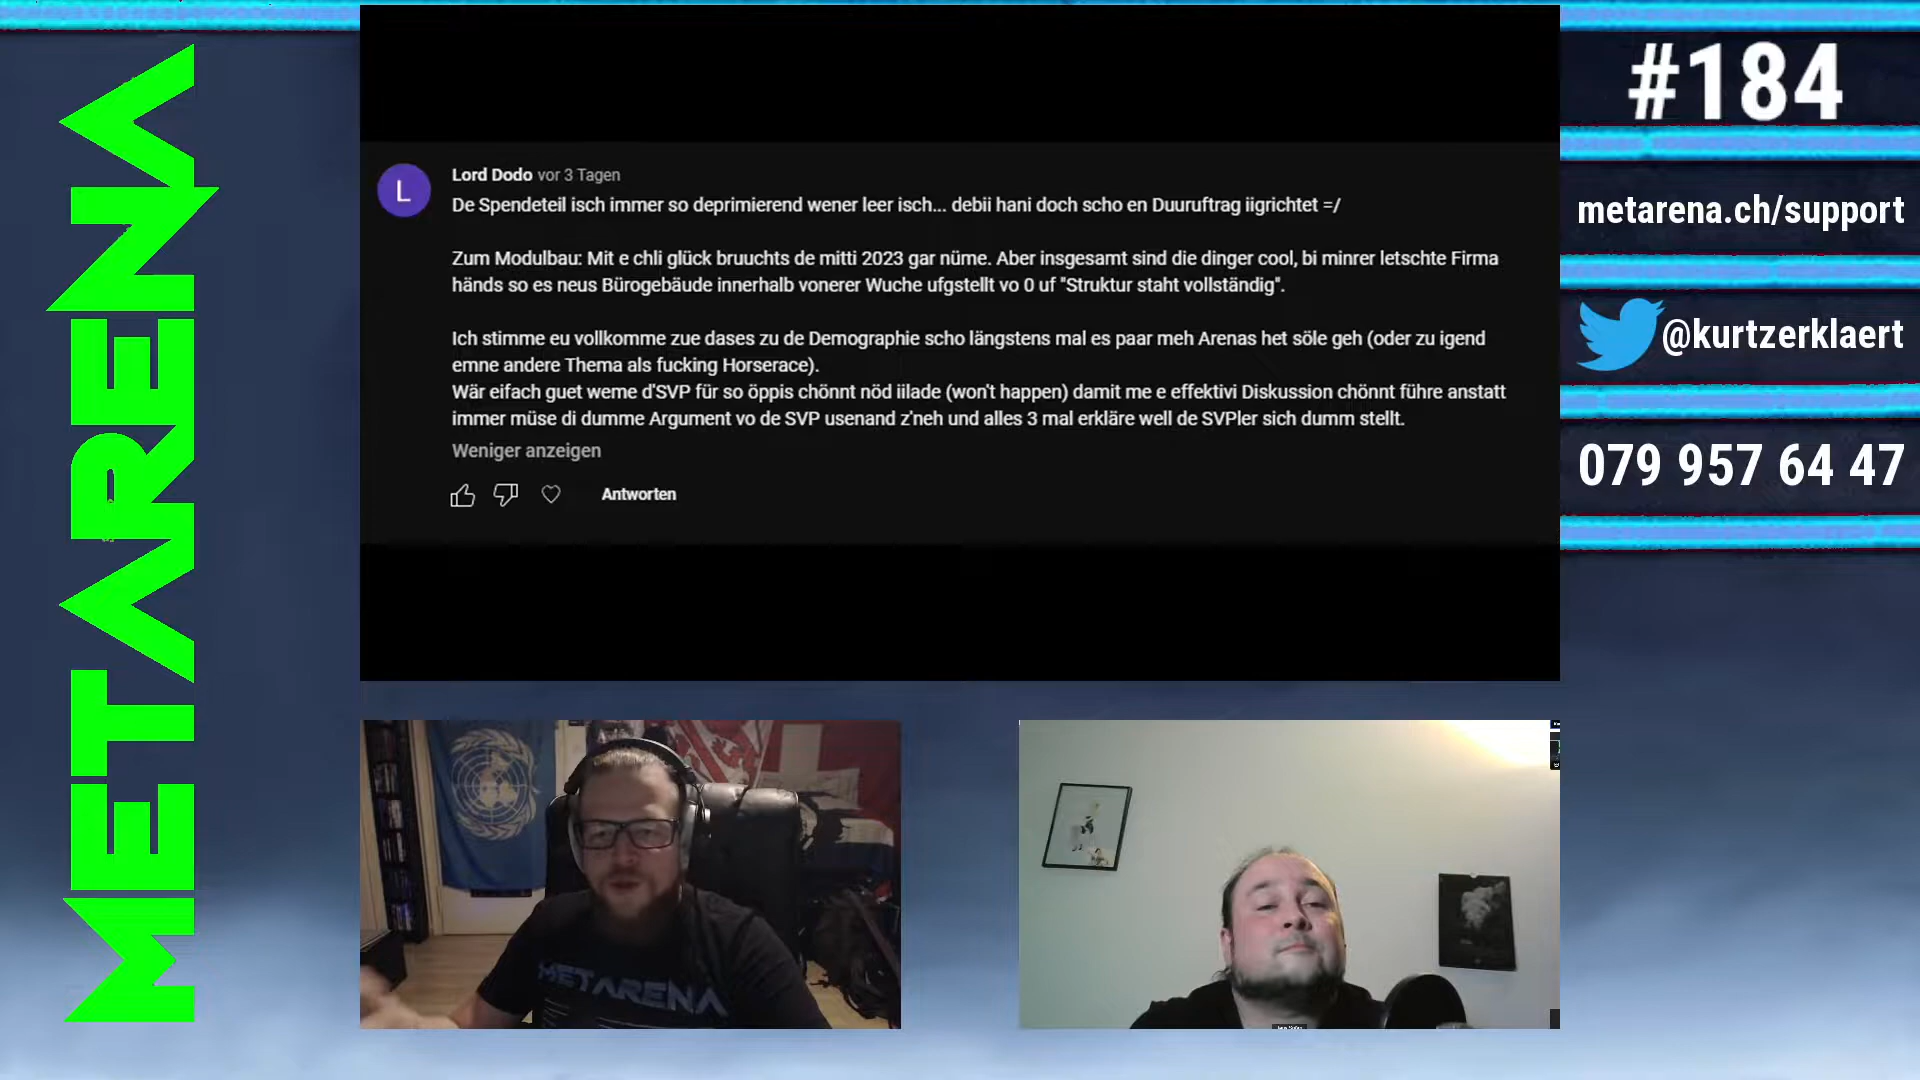 METARENA
#184
metarena.ch/support
@kurtzerklaert
079 957 64 47
L
Lord Dodo vor 3 Tagen
De Spendeteil isch immer so deprimierend wener leer isch... debii hani doch scho en Duuruftrag iigrichtet =/
Zum Modulbau: Mit e chli glück bruuchts de mitti 2023 gar nüme. Aber insgesamt sind die dinger cool, bi minrer letschte Firma
händs so es neus Bürogebäude innerhalb vonerer Wuche ufgstellt vo 0 uf "Struktur staht vollständig".
Ich stimme eu vollkomme zue dases zu de Demographie scho längstens mal es paar meh Arenas het söle geh (oder zu igend
emne andere Thema als fucking Horserace).
Wär eifach guet weme d'SVP für so öppis chönnt nöd iilade (won't happen) damit me e effektivi Diskussion chönnt führe anstatt
immer müse di dumme Argument vo de SVP usenand z'neh und alles 3 mal erkläre well de SVPler sich dumm stellt.
Weniger anzeigen
Antworten
METARENA